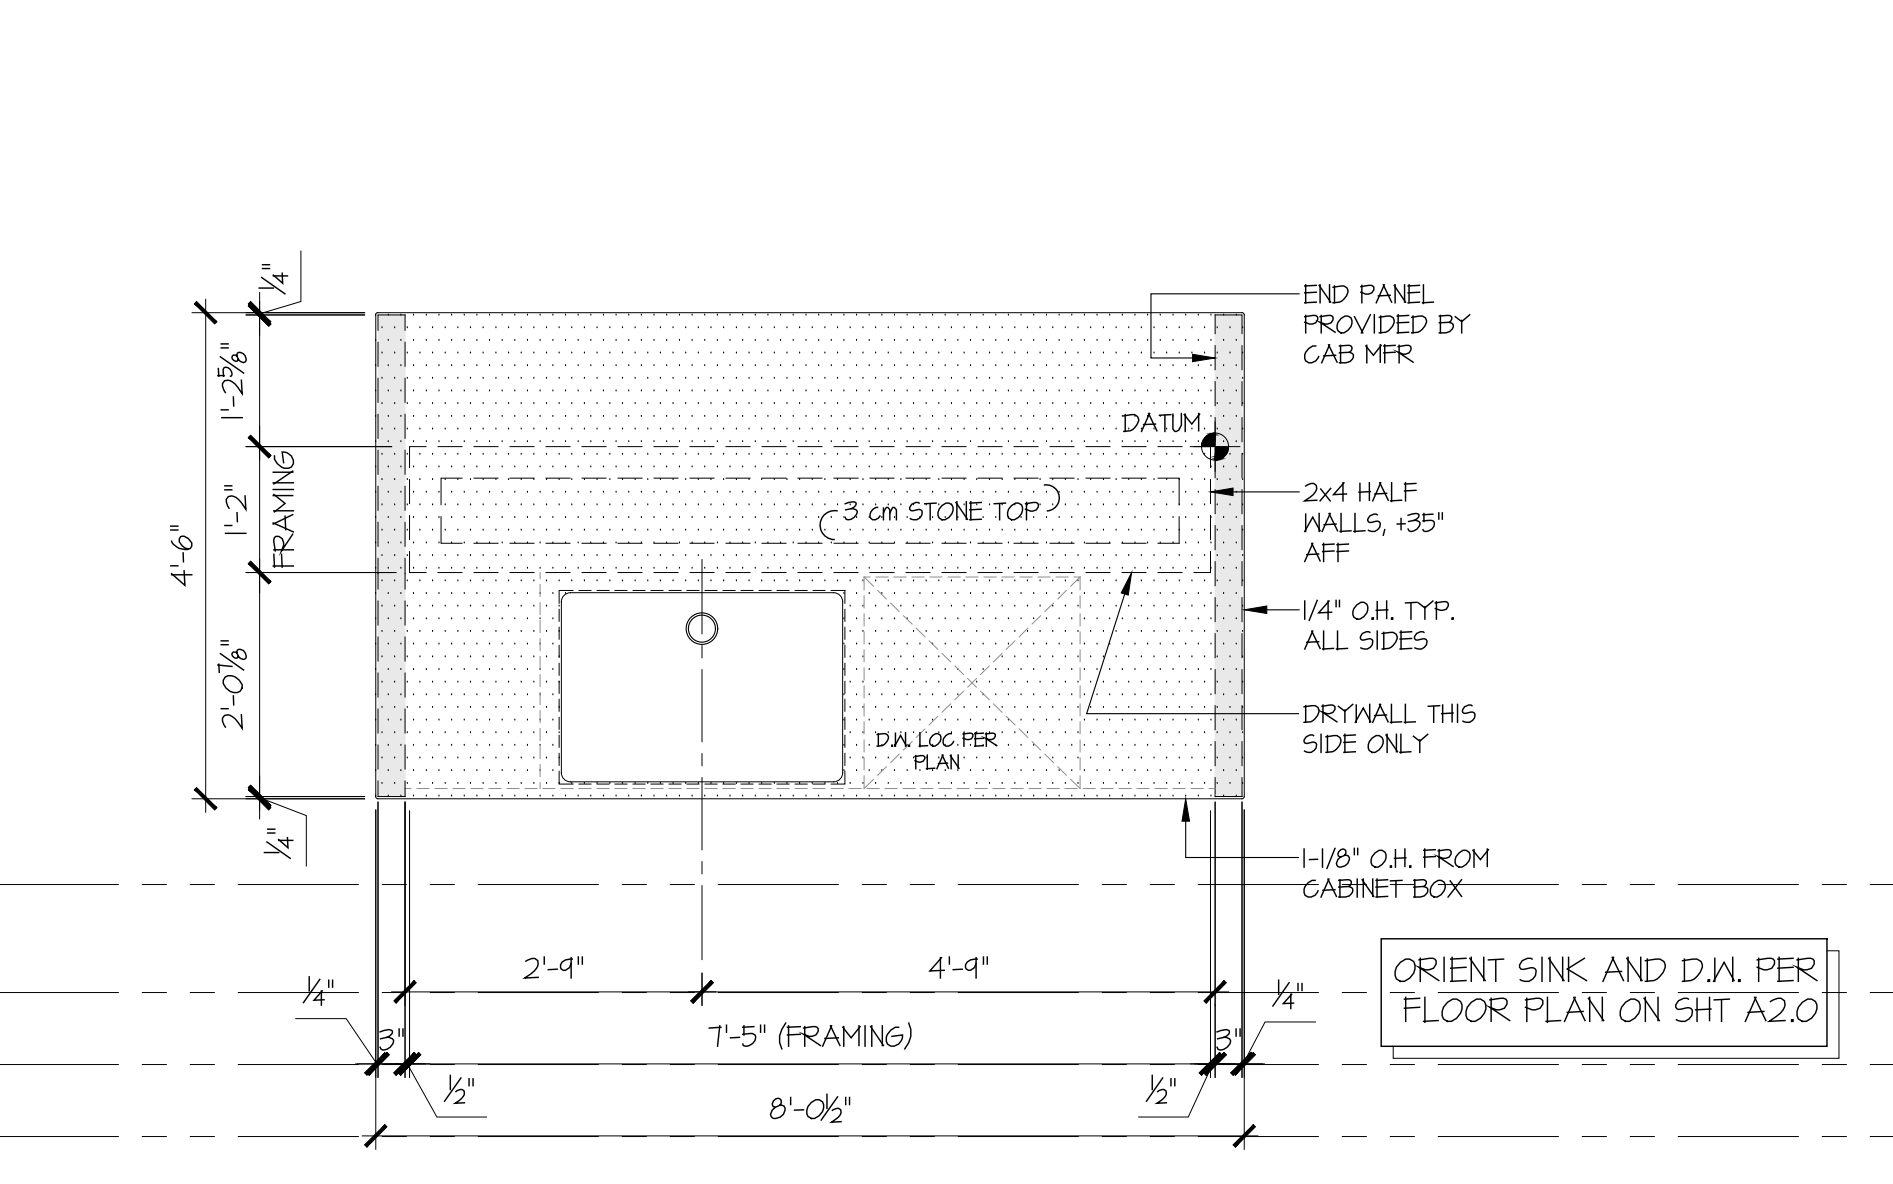 1/4"
END PANEL
PROVIDED BY
CAB MFR
1'-2 5/8"
DATUM
FRAMING
1'-2"
2x4 HALF
WALLS, +35"
AFF
3 cm STONE TOP
4'-6"
1/4" O.H. TYP.
ALL SIDES
2'-0 7/8"
DRYWALL THIS
SIDE ONLY
D.W. LOC PER
PLAN
1/4"
1-1/8" O.H. FROM
CABINET BOX
2'-9"
4'-9"
ORIENT SINK AND D.W. PER
FLOOR PLAN ON SHT A2.0
1/4"
1/4"
3"
7'-5" (FRAMING)
3"
1/2"
1/2"
8'-0 1/2"